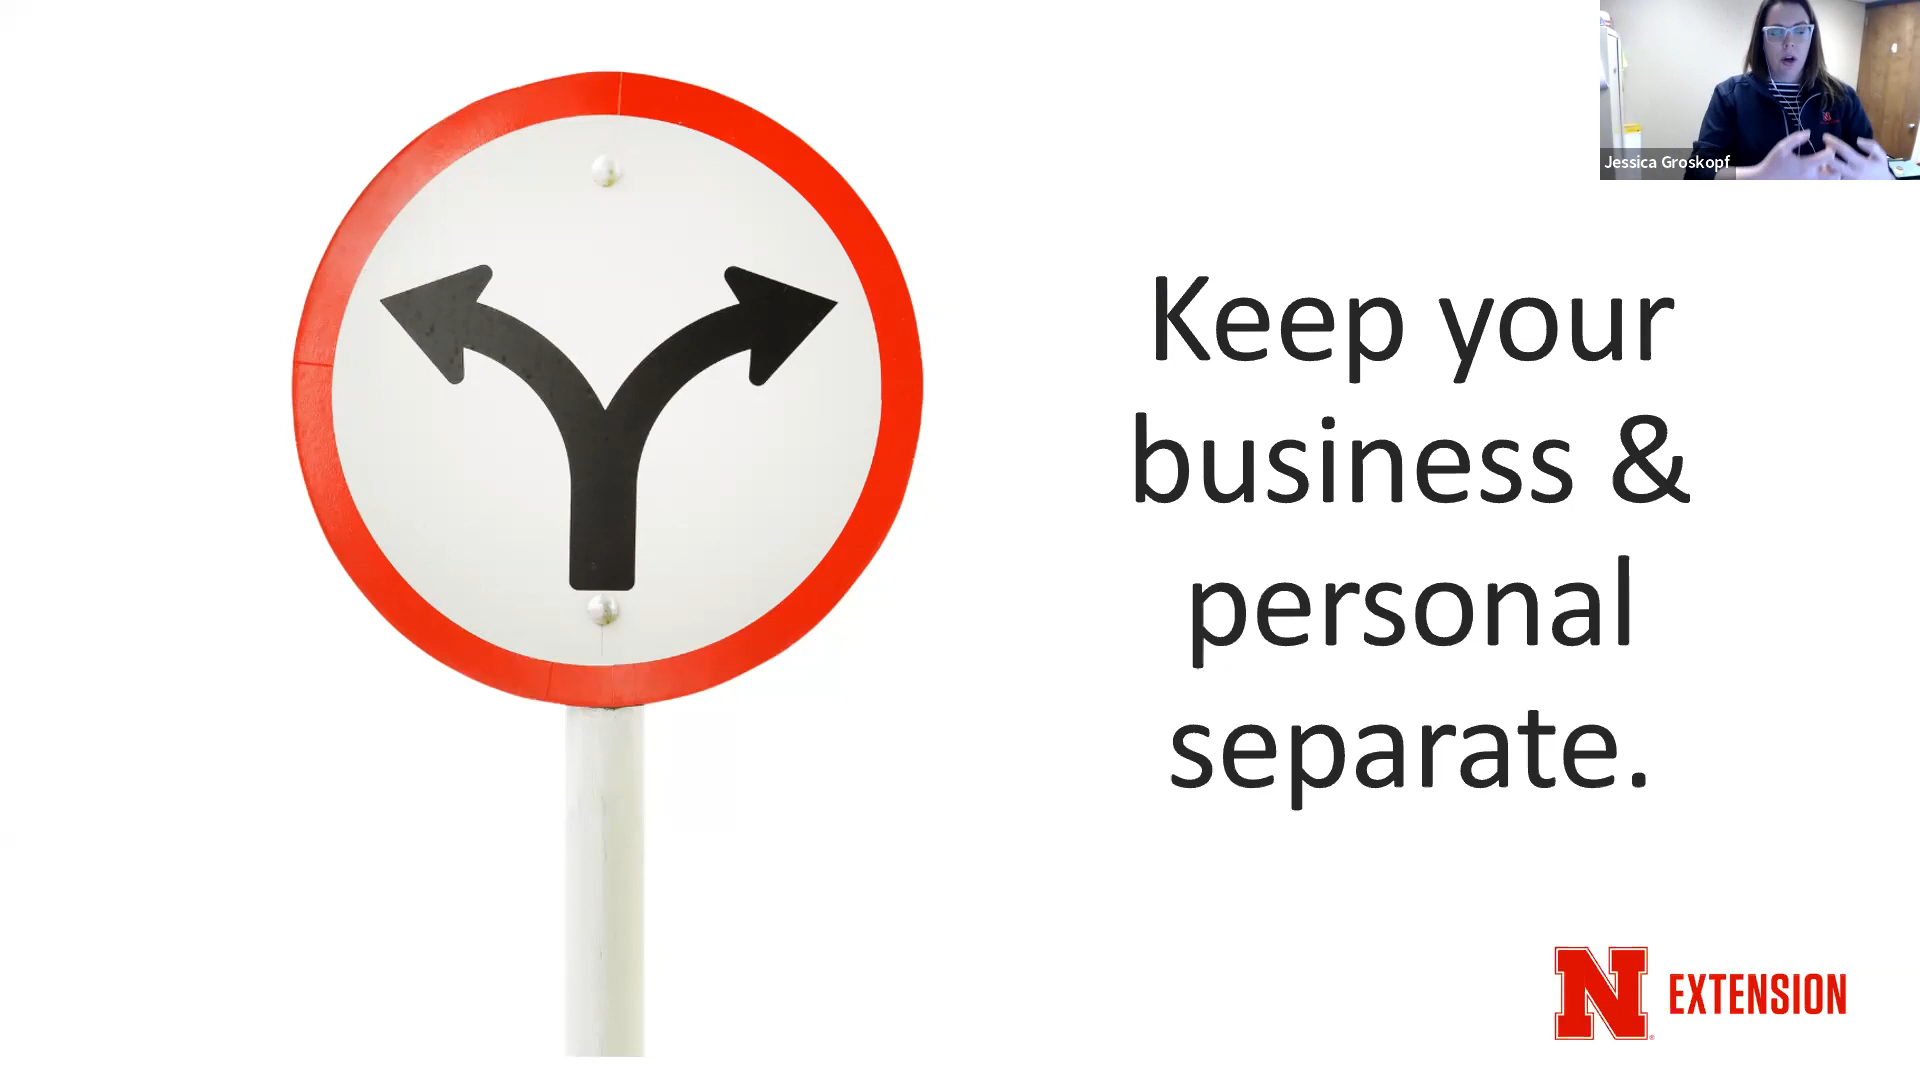 Jessica Groskopf
Keep your
business &
personal
separate.
N EXTENSION